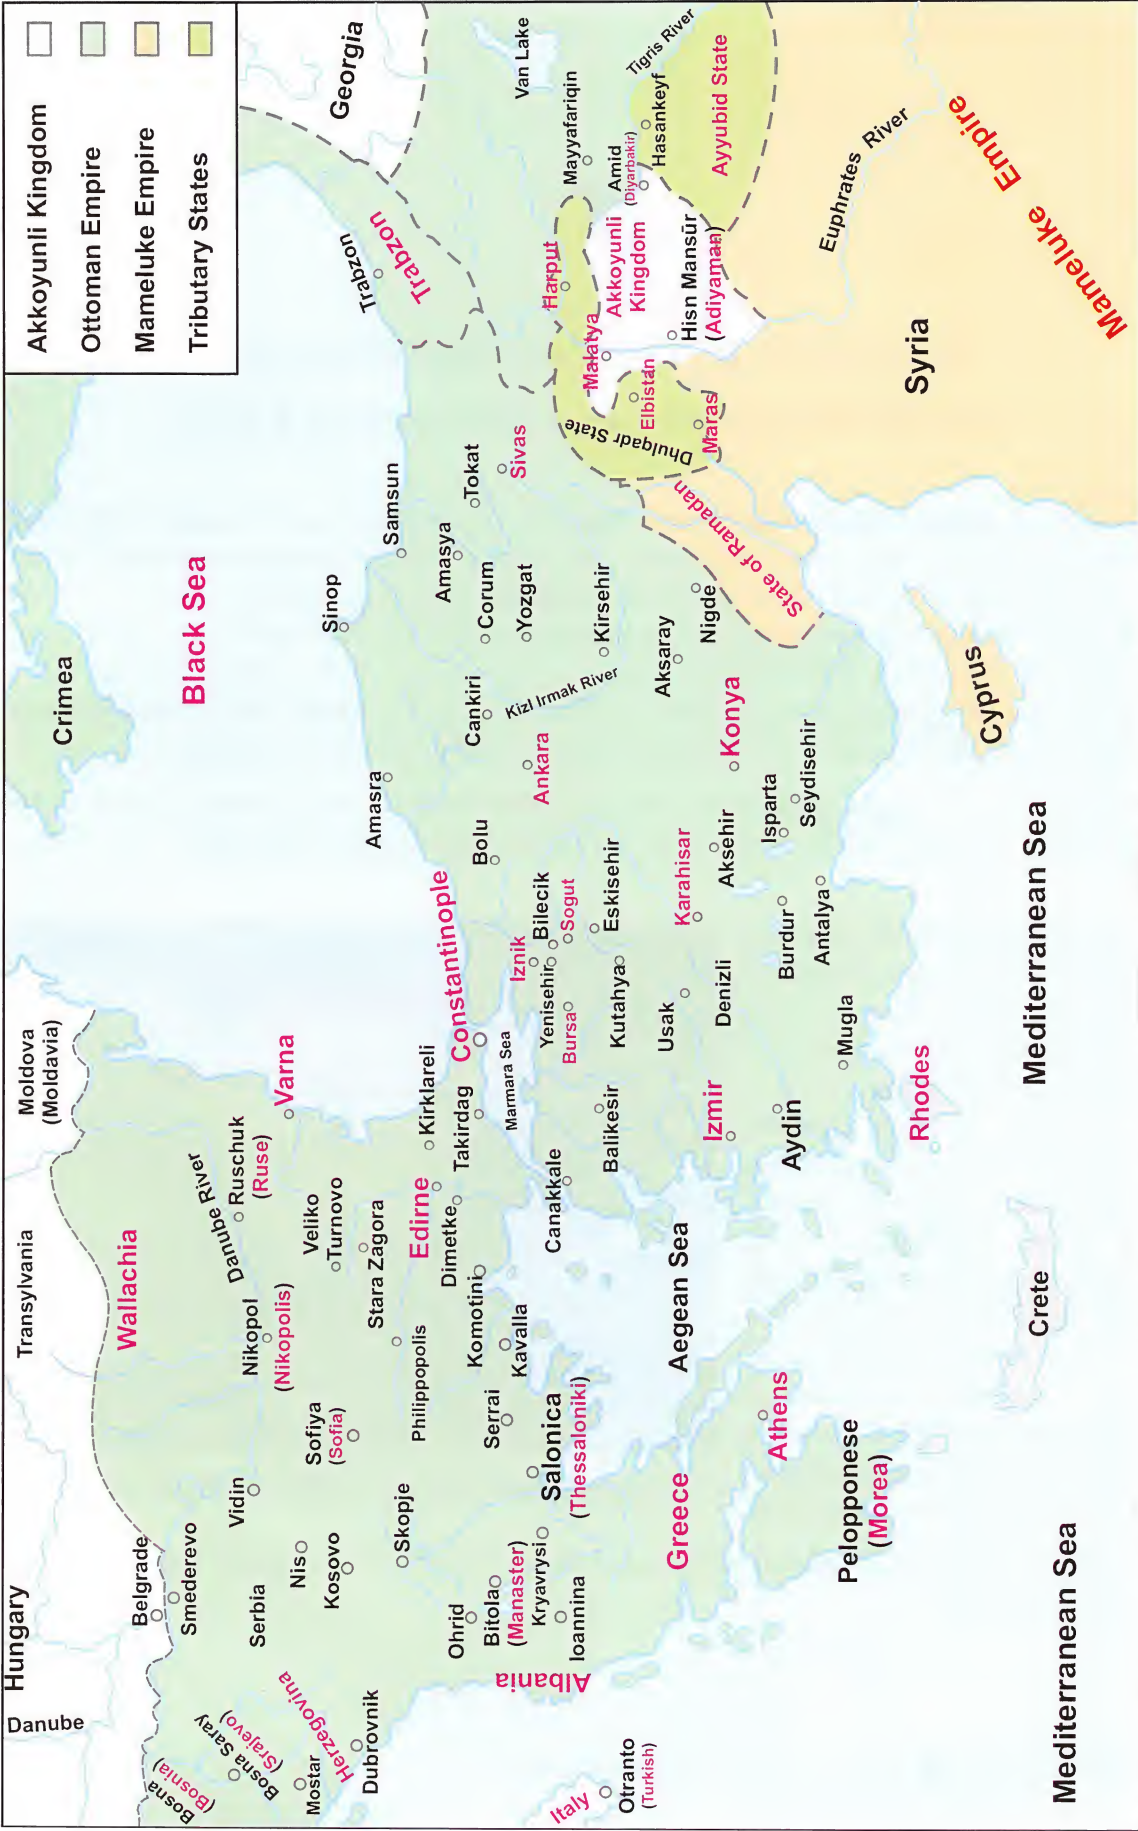 Akkoyunli Kingdom
Ottoman Empire
Mameluke Empire
Tributary States
Hungary
Danube
Transylvania
Moldova
(Moldavia)
Crimea
Georgia
Black Sea
Wallachia
Belgrade
Smederevo
Bosna
(Bosnia)
Bosna Saray
(Srajevo)
Mostar
Herzegovina
Dubrovnik
Serbia
Vidin
Nis
Kosovo
Skopje
Nikopol
(Nikopolis)
Danube River
Ruschuk
(Ruse)
Varna
Veliko
Turnovo
Sofiya
(Sofia)
Stara Zagora
Philippopolis
Edirne
Kirklareli
Dimetke
Takirdag
Constantinople
Marmara Sea
Komotini
Kavalla
Serrai
Salonica
(Thessaloniki)
Ohrid
Bitola
(Manaster)
Kryavrysi
Ioannina
Albania
Italy
Otranto
(Turkish)
Greece
Athens
Peloponnese
(Morea)
Aegean Sea
Crete
Rhodes
Mediterranean Sea
Mediterranean Sea
Cyprus
Amasra
Sinop
Samsun
Trabzon
Trabzon
Bolu
Cankiri
Corum
Amasya
Tokat
Sivas
Yozgat
Ankara
Kizl Irmak River
Kirsehir
Iznik
Bilecik
Sogut
Yenisehir
Bursa
Eskisehir
Kutahya
Canakkale
Balikesir
Usak
Karahisar
Aksehir
Konya
Aksaray
Nigde
Izmir
Denizli
Aydin
Mugla
Burdur
Isparta
Seydisehir
Antalya
State of Ramadan
Dhulqadr State
Elbistan
Maras
Malatya
Harput
Akkoyunli
Kingdom
Hisn Mansūr
(Adiyaman)
Van Lake
Mayyafariqin
Amid
(Diyarbakir)
Hasankeyf
Tigris River
Ayyubid State
Euphrates River
Syria
Mameluke Empire